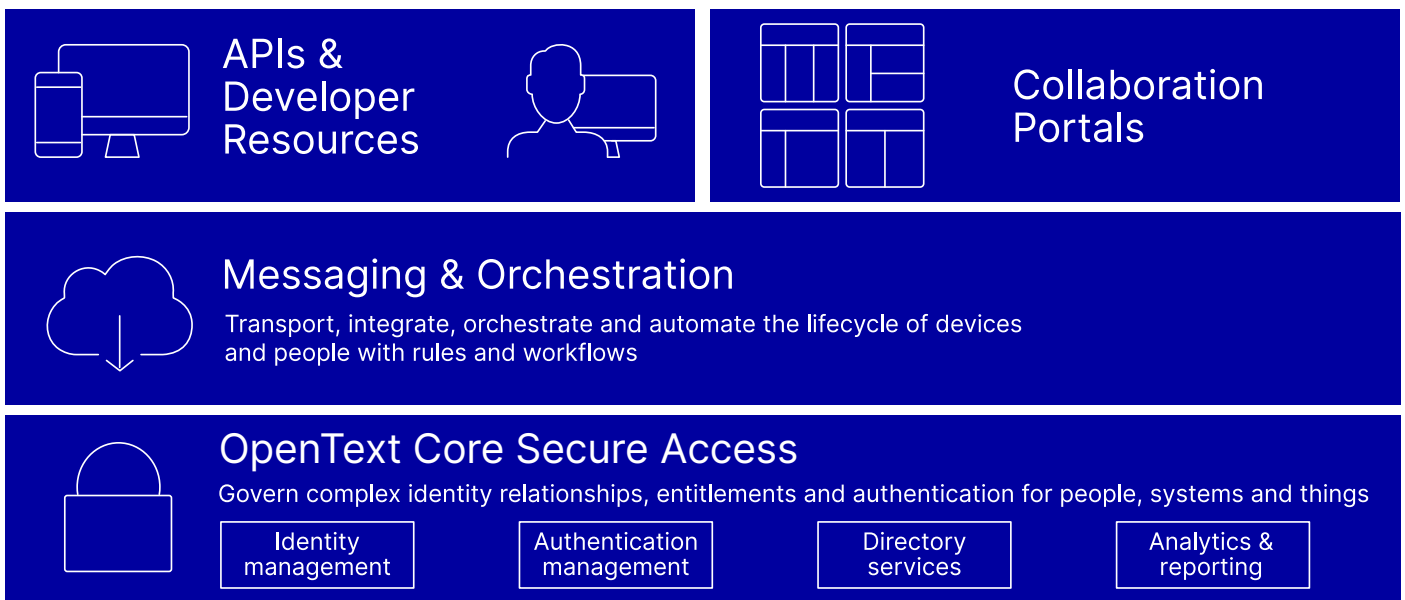 APIs &
Developer
Resources
Collaboration
Portals
Messaging & Orchestration
Transport, integrate, orchestrate and automate the lifecycle of devices
and people with rules and workflows
OpenText Core Secure Access
Govern complex identity relationships, entitlements and authentication for people, systems and things
Identity
management
Authentication
management
Directory
services
Analytics &
reporting